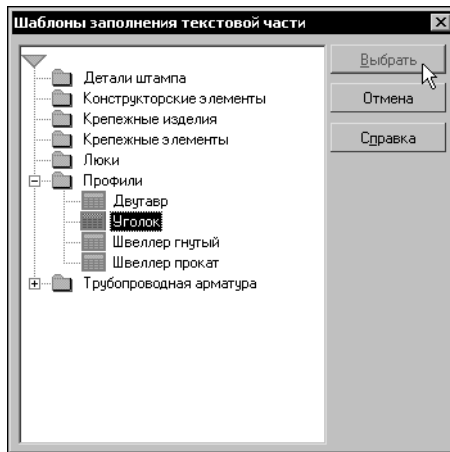 Шаблоны заполнения текстовой части
Выбрать
Отмена
Справка
Детали штампа
Конструкторские элементы
Крепежные изделия
Крепежные элементы
Люки
Профили
Двутавр
Уголок
Швеллер гнутый
Швеллер прокат
Трубопроводная арматура